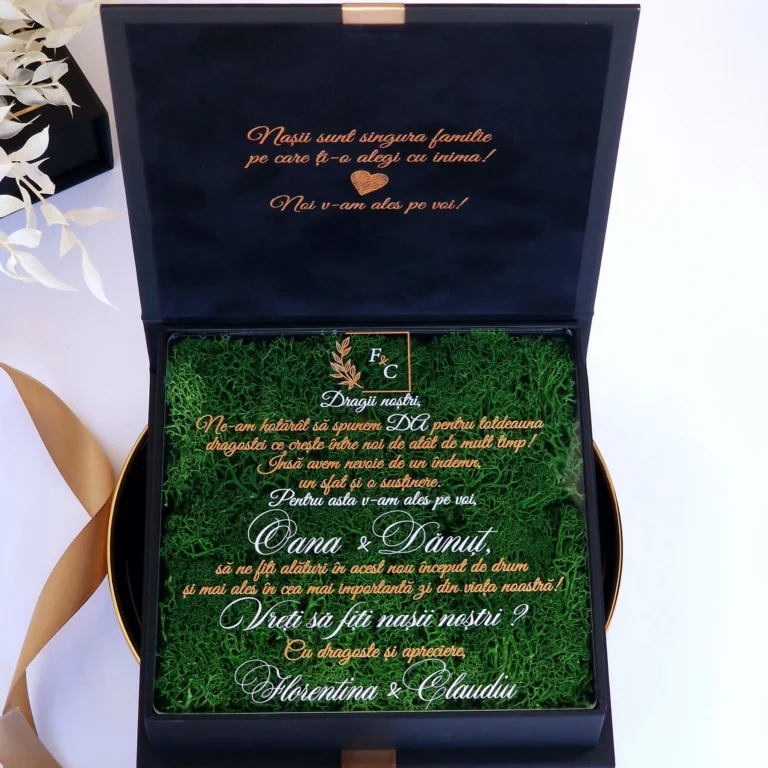 Nașii sunt singura familie
pe care ți-o alegi cu inima!
Noi v-am ales pe voi!
F&C
Dragii noștri,
Ne-am hotărât să spunem DA pentru totdeauna
dragostei ce crește între noi de atât de mult timp!
Însă avem nevoie de un îndemn,
un sfat și o susținere.
Pentru asta v-am ales pe voi,
Oana & Dănuț,
să ne fiți alături în acest nou început de drum
și mai ales în cea mai importantă zi din viața noastră!
Vreți să fiți nașii noștri ?
Cu dragoste și apreciere,
Florentina & Claudiu